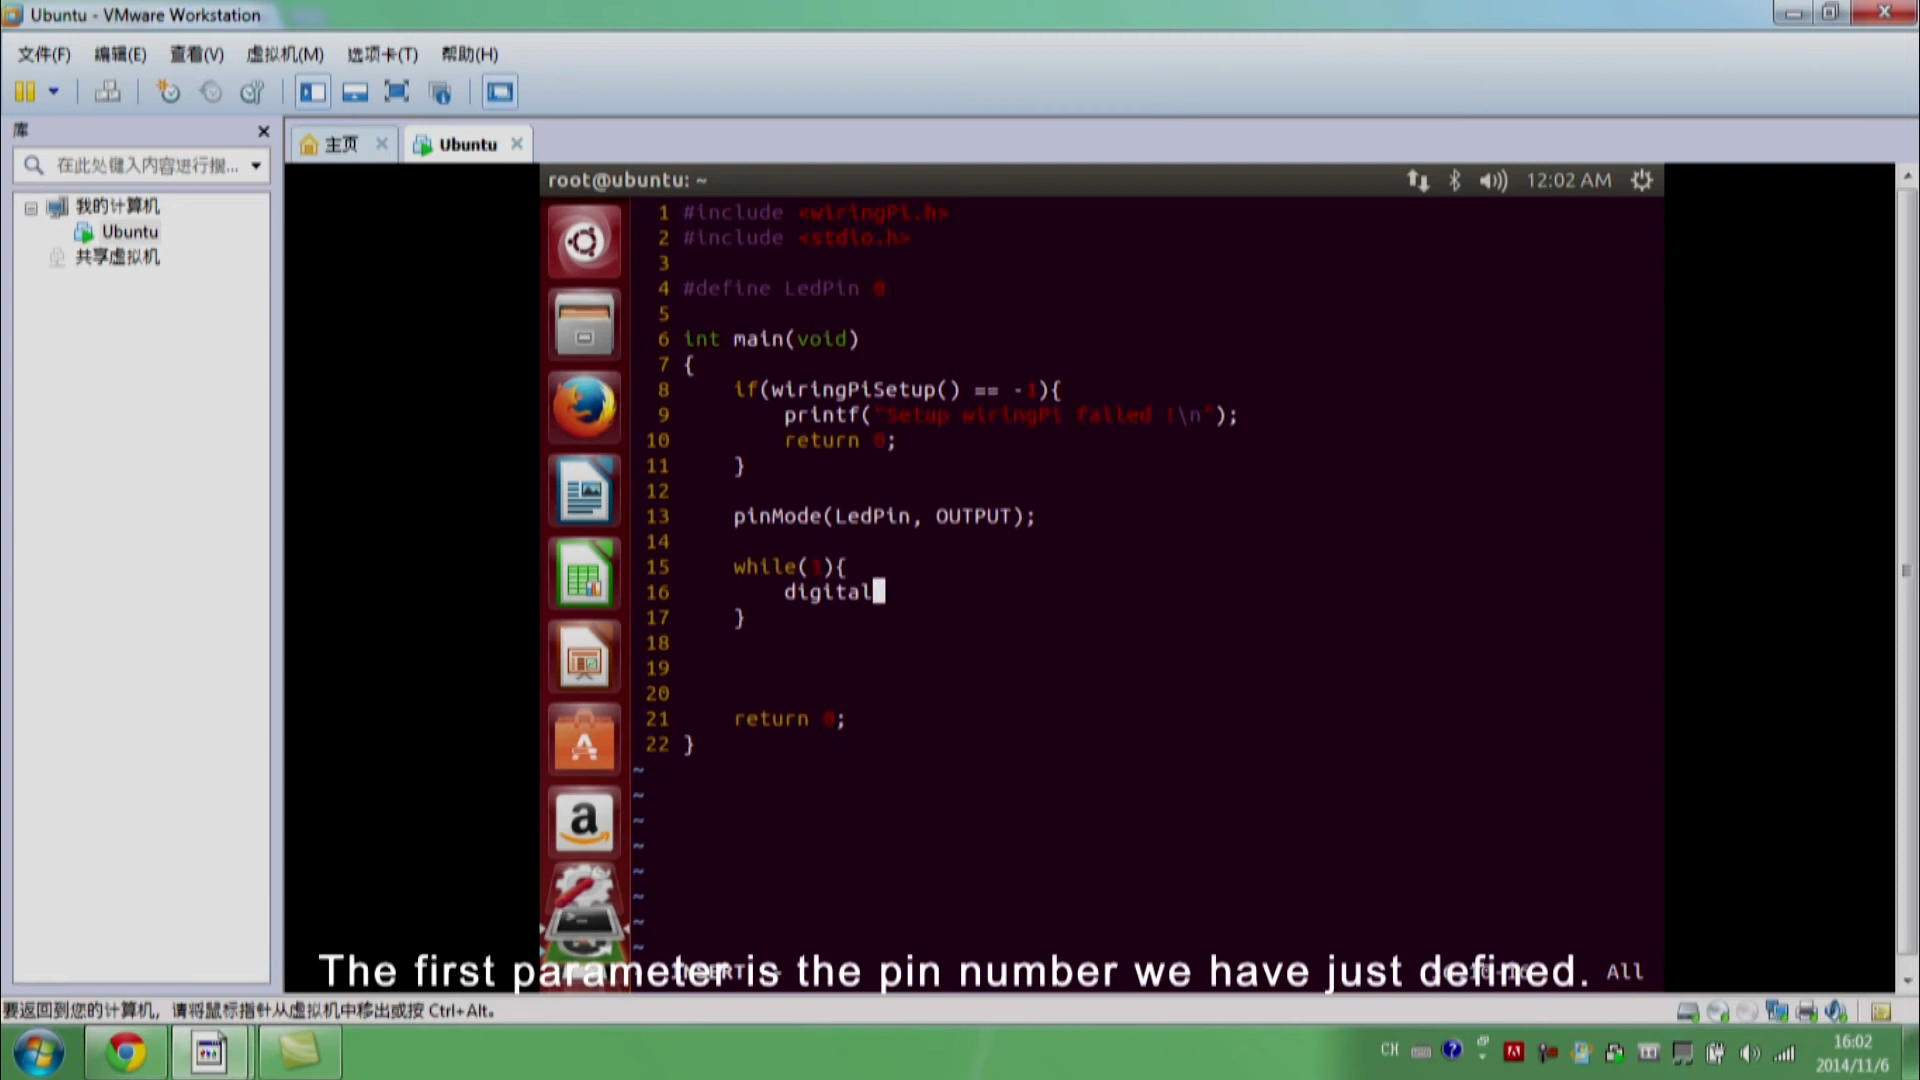 Ubuntu - VMware Workstation
文件(F) 编辑(E) 查看(V) 虚拟机(M) 选项卡(T) 帮助(H)
库
主页
Ubuntu
在此处键入内容进行搜...
我的计算机
Ubuntu
共享虚拟机
root@ubuntu: ~
12:02 AM
1 #include <wiringPi.h>
2 #include <stdio.h>
3
4 #define LedPin 0
5
6 int main(void)
7 {
8 if(wiringPiSetup() == -1){
9 printf("Setup wiringPi failed !\n");
10 return 0;
11 }
12
13 pinMode(LedPin, OUTPUT);
14
15 while(1){
16 digital
17 }
18
19
20
21 return 0;
22 }
~
~
~
~
~
~
~
~
The first parameter is the pin number we have just defined.
All
要返回到您的计算机，请将鼠标指针从虚拟机中移出或按 Ctrl+Alt。
CH
16:02
2014/11/6